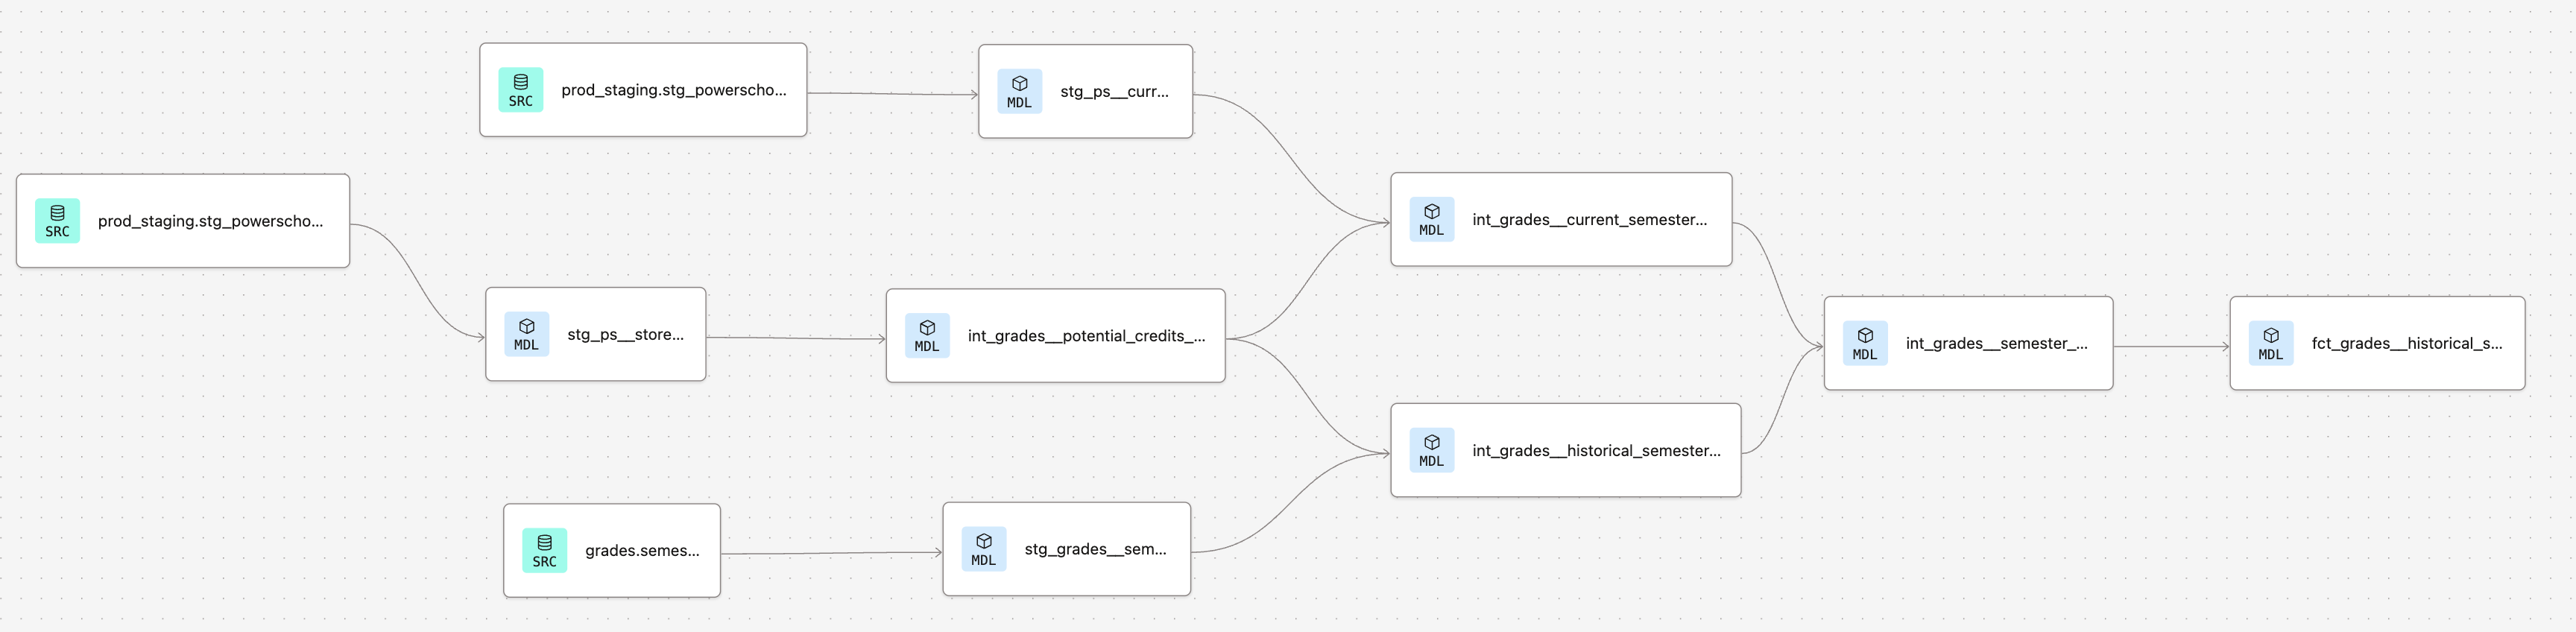 SRC
prod_staging.stg_powerscho...
MDL
stg_ps__curr...
SRC
prod_staging.stg_powerscho...
MDL
int_grades__current_semester...
MDL
stg_ps__store...
MDL
int_grades__potential_credits_...
MDL
int_grades__semester_...
MDL
fct_grades__historical_s...
MDL
int_grades__historical_semester...
SRC
grades.semes...
MDL
stg_grades__sem...